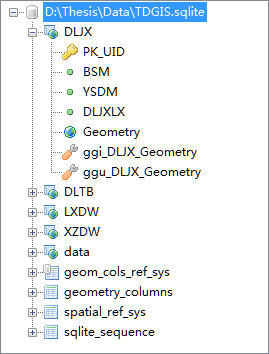 D:\Thesis\Data\TDGIS.sqlite
DLJX
PK_UID
BSM
YSDM
DLJXLX
Geometry
ggi_DLJX_Geometry
ggu_DLJX_Geometry
DLTB
LXDW
XZDW
data
geom_cols_ref_sys
geometry_columns
spatial_ref_sys
sqlite_sequence